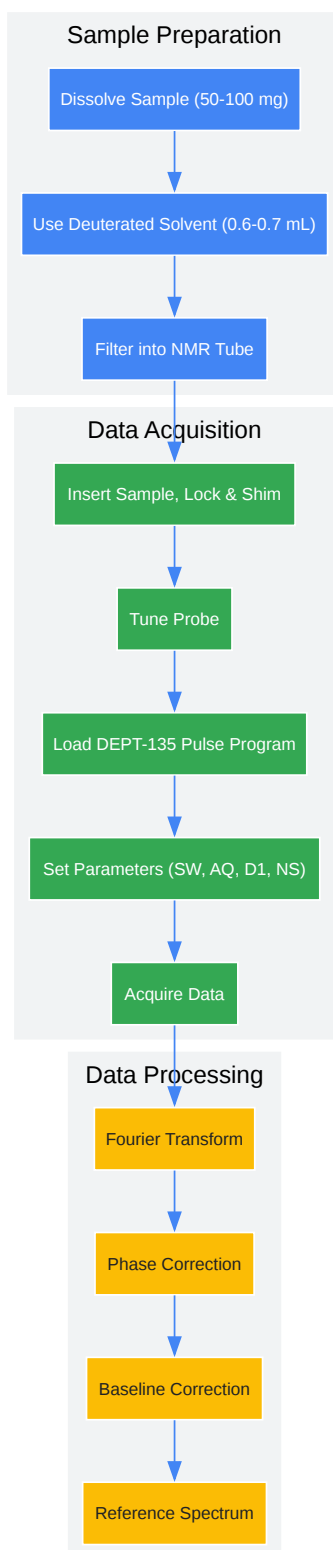 Sample Preparation
Dissolve Sample (50-100 mg)
Use Deuterated Solvent (0.6-0.7 mL)
Filter into NMR Tube
Data Acquisition
Insert Sample, Lock & Shim
Tune Probe
Load DEPT-135 Pulse Program
Set Parameters (SW, AQ, D1, NS)
Acquire Data
Data Processing
Fourier Transform
Phase Correction
Baseline Correction
Reference Spectrum